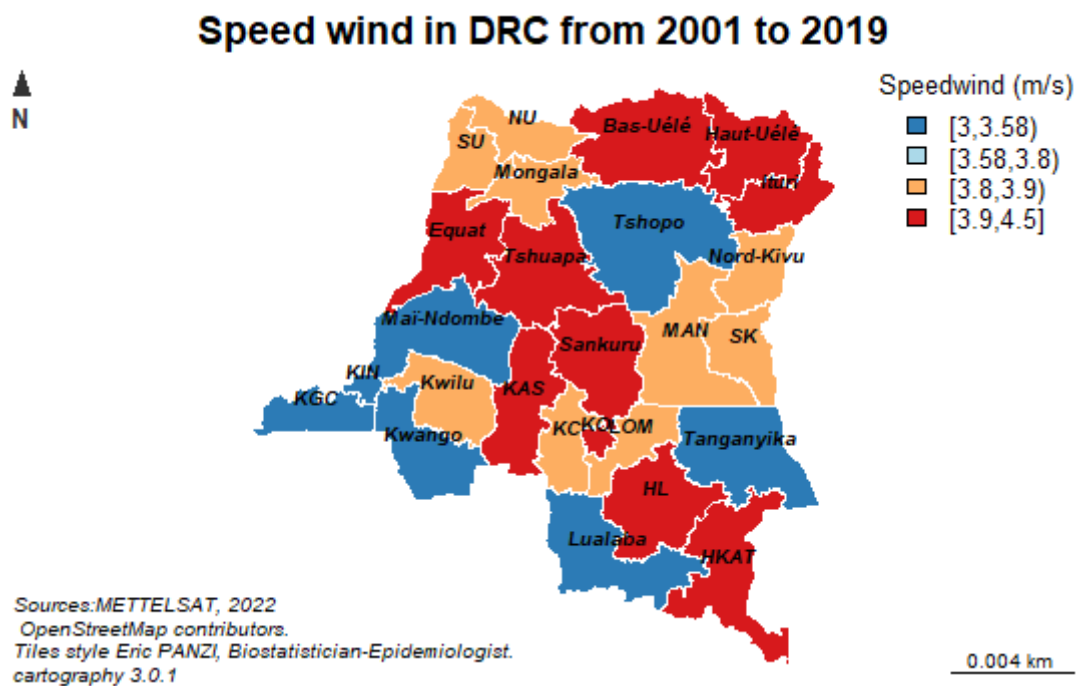 Speed wind in DRC from 2001 to 2019
N
Speedwind (m/s)
[3,3.58)
[3.58,3.8)
[3.8,3.9)
[3.9,4.5]
NU
SU
Bas-Uélé
Haut-Uélé
Mongala
Ituri
Equat
Tshopo
Tshuapa
Nord-Kivu
Maï-Ndombe
Sankuru
MAN
SK
KIN
Kwilu
KAS
KGC
Kwango
KC
KO
LOM
Tanganyika
HL
Lualaba
HKAT
Sources:METTELSAT, 2022
OpenStreetMap contributors.
Tiles style Eric PANZI, Biostatistician-Epidemiologist.
cartography 3.0.1
0.004 km